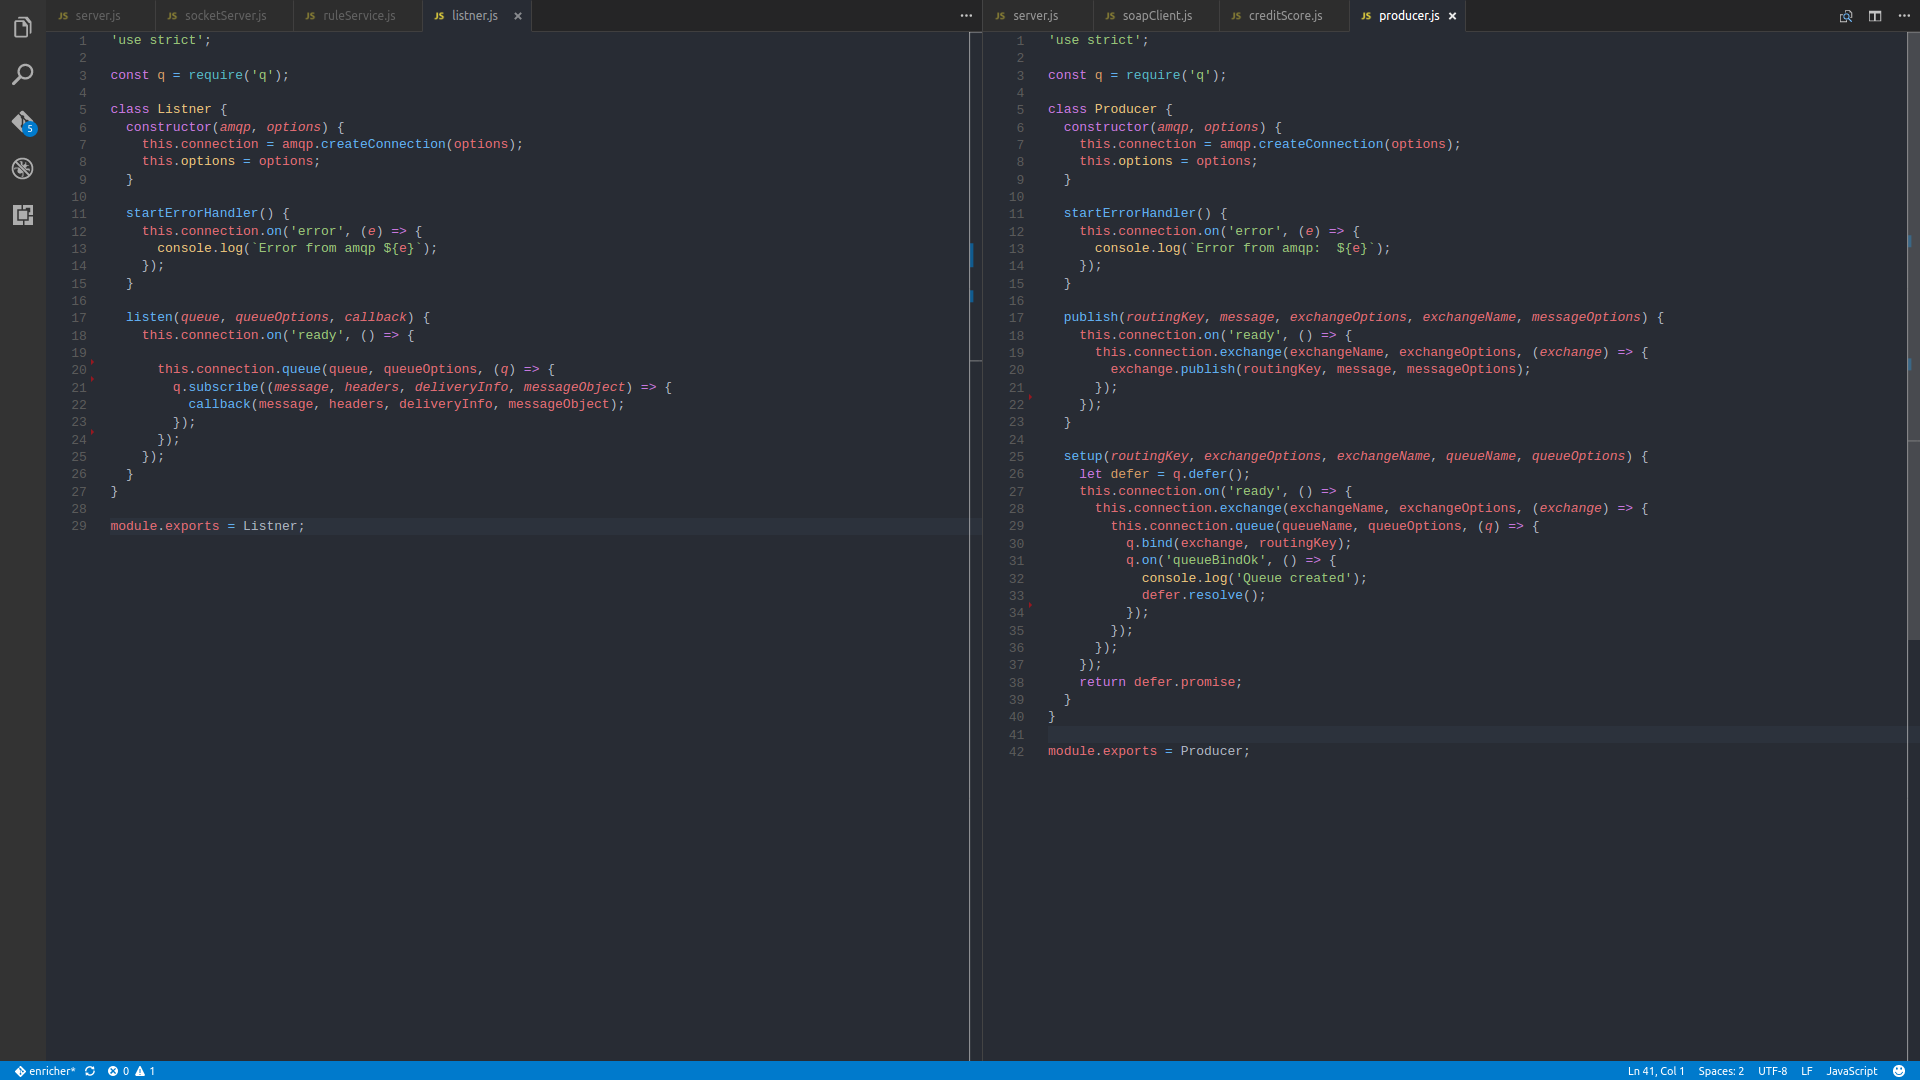 JS server.js JS socketServer.js JS ruleService.js JS listner.js ×
1 'use strict';
2
3 const q = require('q');
4
5 class Listner {
6 constructor(amqp, options) {
7 this.connection = amqp.createConnection(options);
8 this.options = options;
9 }
10
11 startErrorHandler() {
12 this.connection.on('error', (e) => {
13 console.log(`Error from amqp ${e}`);
14 });
15 }
16
17 listen(queue, queueOptions, callback) {
18 this.connection.on('ready', () => {
19
20 this.connection.queue(queue, queueOptions, (q) => {
21 q.subscribe((message, headers, deliveryInfo, messageObject) => {
22 callback(message, headers, deliveryInfo, messageObject);
23 });
24 });
25 });
26 }
27 }
28
29 module.exports = Listner;
JS server.js JS soapClient.js JS creditScore.js JS producer.js ×
1 'use strict';
2
3 const q = require('q');
4
5 class Producer {
6 constructor(amqp, options) {
7 this.connection = amqp.createConnection(options);
8 this.options = options;
9 }
10
11 startErrorHandler() {
12 this.connection.on('error', (e) => {
13 console.log(`Error from amqp:  ${e}`);
14 });
15 }
16
17 publish(routingKey, message, exchangeOptions, exchangeName, messageOptions) {
18 this.connection.on('ready', () => {
19 this.connection.exchange(exchangeName, exchangeOptions, (exchange) => {
20 exchange.publish(routingKey, message, messageOptions);
21 });
22 });
23 }
24
25 setup(routingKey, exchangeOptions, exchangeName, queueName, queueOptions) {
26 let defer = q.defer();
27 this.connection.on('ready', () => {
28 this.connection.exchange(exchangeName, exchangeOptions, (exchange) => {
29 this.connection.queue(queueName, queueOptions, (q) => {
30 q.bind(exchange, routingKey);
31 q.on('queueBindOk', () => {
32 console.log('Queue created');
33 defer.resolve();
34 });
35 });
36 });
37 });
38 return defer.promise;
39 }
40 }
41
42 module.exports = Producer;
5
enricher* 0 1 Ln 41, Col 1 Spaces: 2 UTF-8 LF JavaScript